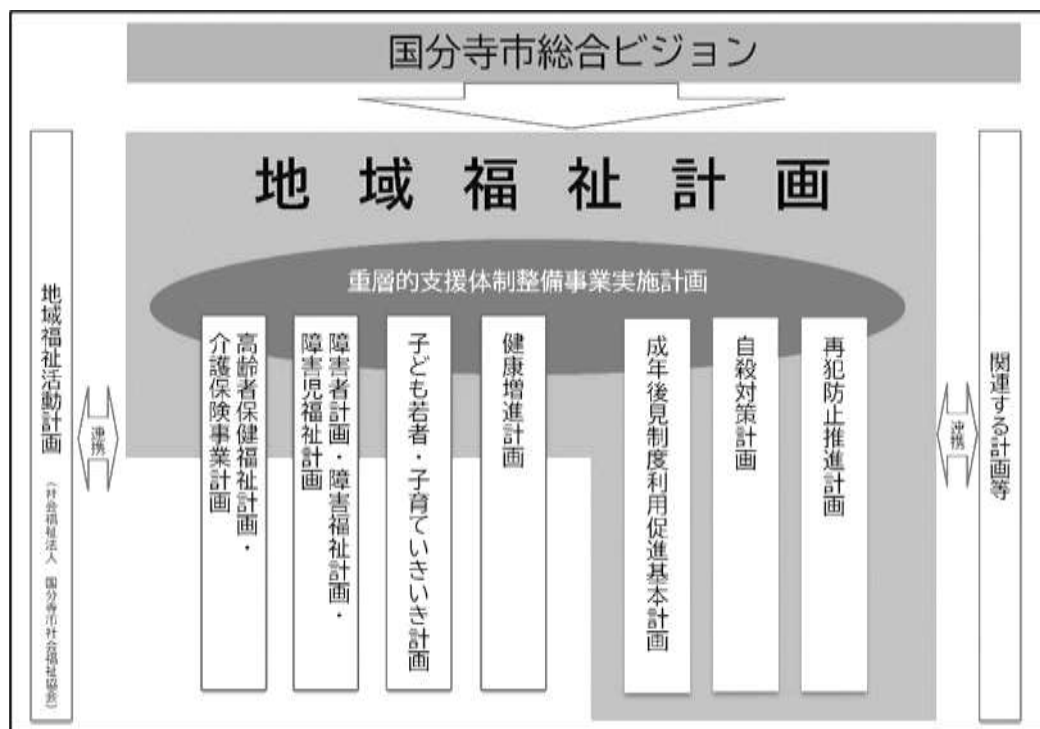 国分寺市総合ビジョン
地域福祉計画
重層的支援体制整備事業実施計画
地域福祉活動計画
（社会福祉法人 国分寺市社会福祉協会）
連携
高齢者保健福祉計画・
介護保険事業計画
障害者計画・障害福祉計画・
障害児福祉計画
子ども若者・子育ていきいき計画
健康増進計画
成年後見制度利用促進基本計画
自殺対策計画
再犯防止推進計画
連携
関連する計画等